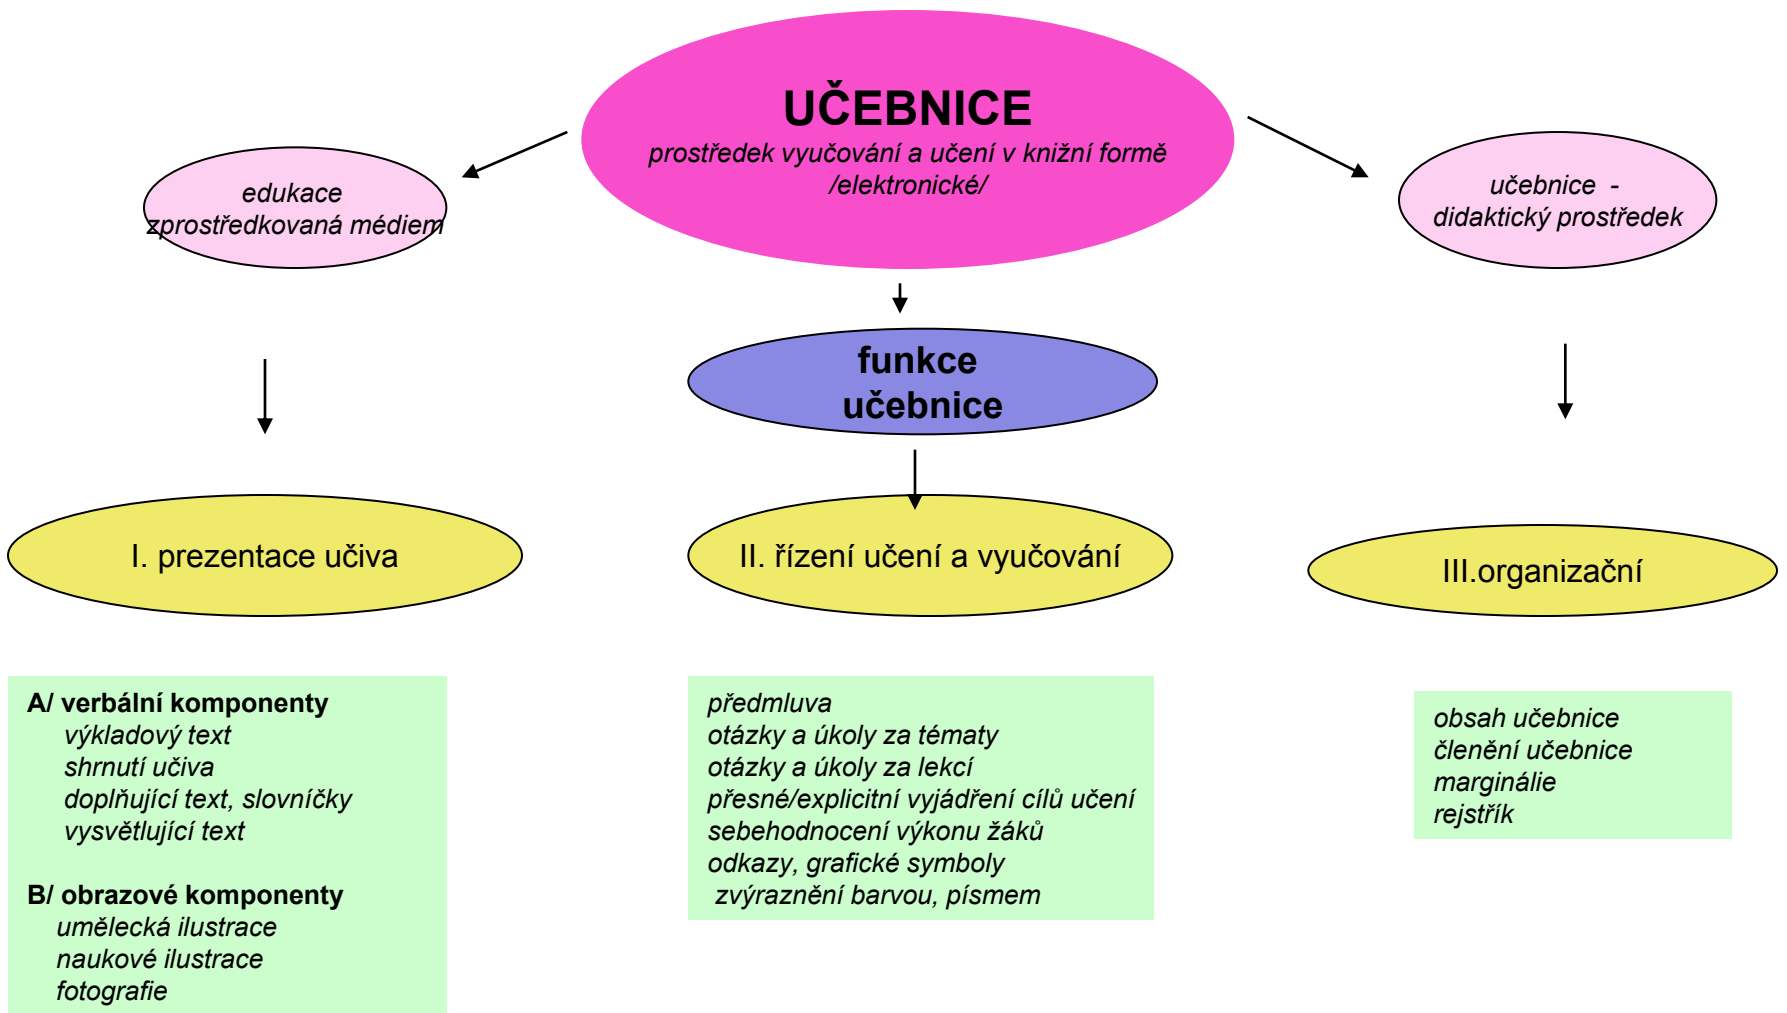 UČEBNICE
prostředek vyučování a učení v knižní formě
/elektronické/
edukace
zprostředkovaná médiem
učebnice -
didaktický prostředek
funkce
učebnice
I. prezentace učiva
II. řízení učení a vyučování
III.organizační
A/ verbální komponenty
výkladový text
shrnutí učiva
doplňující text, slovníčky
vysvětlující text
B/ obrazové komponenty
umělecká ilustrace
naukové ilustrace
fotografie
předmluva
otázky a úkoly za tématy
otázky a úkoly za lekcí
přesné/explicitní vyjádření cílů učení
sebehodnocení výkonu žáků
odkazy, grafické symboly
zvýraznění barvou, písmem
obsah učebnice
členění učebnice
marginálie
rejstřík